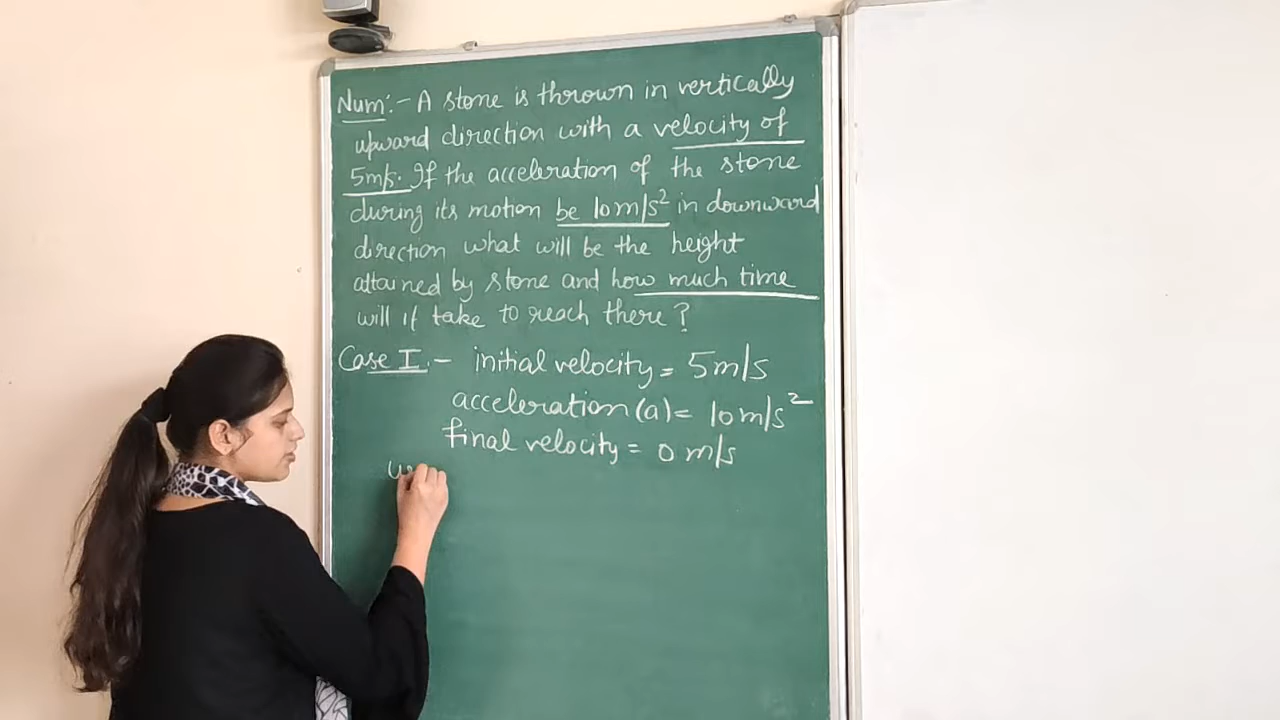 Num:- A stone is thrown in vertically
upward direction with a velocity of
5m/s. If the acceleration of the stone
during its motion be 10m/s² in downward
direction what will be the height
attained by stone and how much time
will it take to reach there?
Case I.- initial velocity = 5m/s
acceleration (a) = 10m/s²
final velocity = 0 m/s